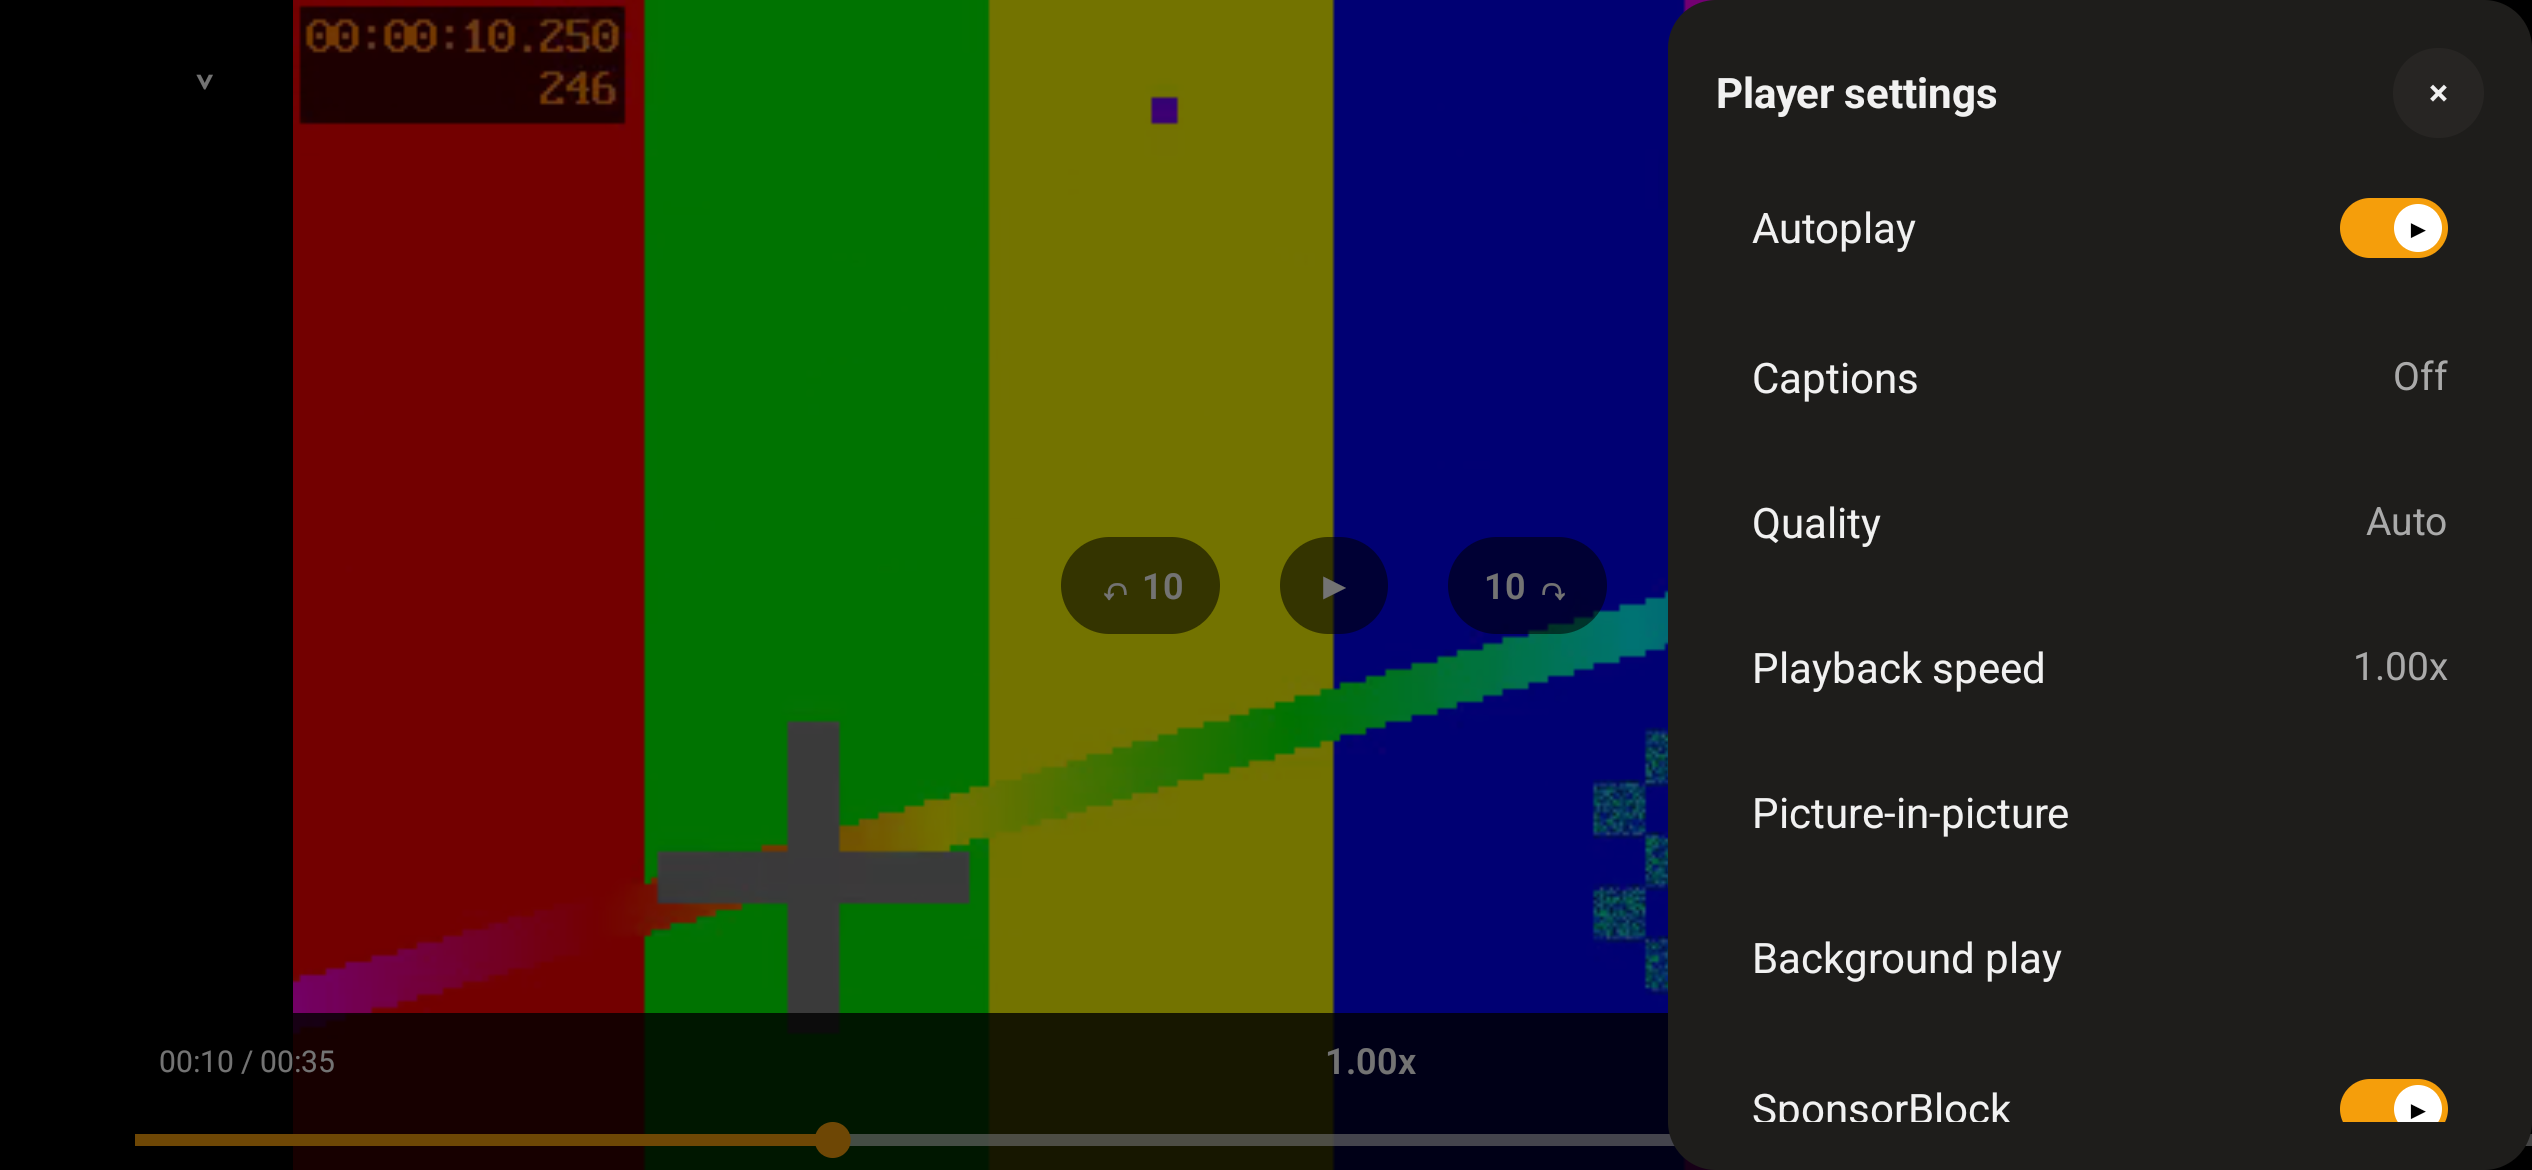 00:00:10.250
246
Player settings
Autoplay
Captions
Off
Quality
Auto
Playback speed
1.00x
Picture-in-picture
Background play
SponsorBlock
10
10
00:10 / 00:35
1.00x